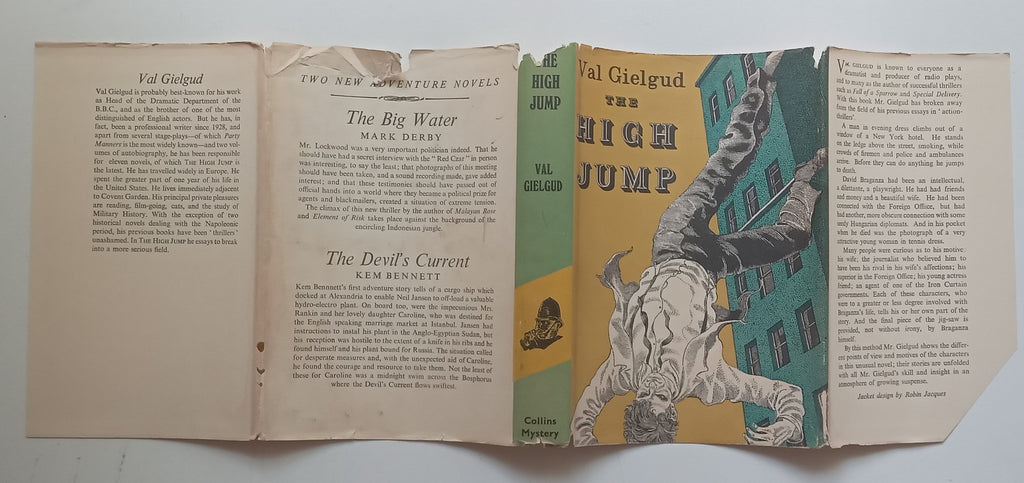 Val Gielgud
Val Gielgud is probably best-known for his work
as Head of the Dramatic Department of the
B.B.C., and as the brother of one of the most
distinguished of English actors. But he has, in
fact, been a professional writer since 1928, and
apart from several stage-plays—of which Party
Manners is the most widely known—and two vol-
umes of autobiography, he has been responsible
for eleven novels, of which THE HIGH JUMP is
the latest. He has travelled widely in Europe. He
spent the greater part of one year of his life in
the United States. He lives immediately adjacent
to Covent Garden. His principal private pleasures
are reading, film-going, cats, and the study of
Military History. With the exception of two
historical novels dealing with the Napoleonic
period, his previous books have been 'thrillers'
unashamed. In THE HIGH JUMP he essays to break
into a more serious field.
TWO NEW ADVENTURE NOVELS
The Big Water
MARK DERBY
Mr. Lockwood was a very important politician indeed. That he
should have had a secret interview with the "Red Czar" in person
was interesting, to say the least; that photographs of this meeting
should have been taken, and a sound recording made, gave added
interest; and that these testimonies should have passed out of
official hands into a world where they became a political prize for
agents and blackmailers, created a situation of extreme tension.
The climax of this new thriller by the author of Malayan Rose
and Element of Risk takes place against the background of the
encircling Indonesian jungle.
The Devil's Current
KEM BENNETT
Kem Bennett's first adventure story tells of a cargo ship which
docked at Alexandria to enable Ned Jansen to off-load a valuable
hydro-electro plant. On board too, were the impecunious Mrs.
Rankin and her lovely daughter Caroline, who was destined for
the English speaking marriage market at Istanbul. Jansen had
instructions to instal his plant in the Anglo-Egyptian Sudan, but
his reception was hostile to the extent of a knife in his ribs and he
found himself and his plant bound for Russia. The situation called
for desperate measures and, with the unexpected aid of Caroline,
he found the courage and resource to take them. Not the least of
these for Caroline was a midnight swim across the Bosphorus
where the Devil's Current flows swiftest.
HE
HIGH
JUMP
VAL
GIELGUD
Collins
Mystery
Val Gielgud
THE
HIGH
JUMP
VAL GIELGUD is known to everyone as a
dramatist and producer of radio plays,
and to many as the author of successful thrillers
such as Fall of a Sparrow and Special Delivery.
With this book Mr. Gielgud has broken away
from the field of his previous essays in 'action-
thrillers'.
A man in evening dress climbs out of a
window of a New York hotel. He stands
on the ledge above the street, smoking, while
crowds of firemen and police and ambulances
arrive. Before they can do anything he jumps
to death.
David Braganza had been an intellectual,
a dilettante, a playwright. He had had friends
and money and a beautiful wife. He had been
connected with the Foreign Office, but had
had another, more obscure connection with some
unly Hungarian diplomats. And in his pocket
when he died was the photograph of a very
attractive young woman in tennis dress.
Many people were curious as to his motive:
his wife; the journalist who believed him to
have been his rival in his wife's affections; his
superior in the Foreign Office; his young actress
friend; an agent of one of the Iron Curtain
governments. Each of these characters, who
were to a greater or less degree involved with
Braganza's life, tells his or her own part of the
story. And the final piece of the jig-saw is
provided, not without irony, by Braganza
himself.
By this method Mr. Gielgud shows the differ-
ent points of view and motives of the characters
in this unusual novel; their stories are unfolded
with all Mr. Gielgud's skill and insight in an
atmosphere of growing suspense.
Jacket design by Robin Jacques